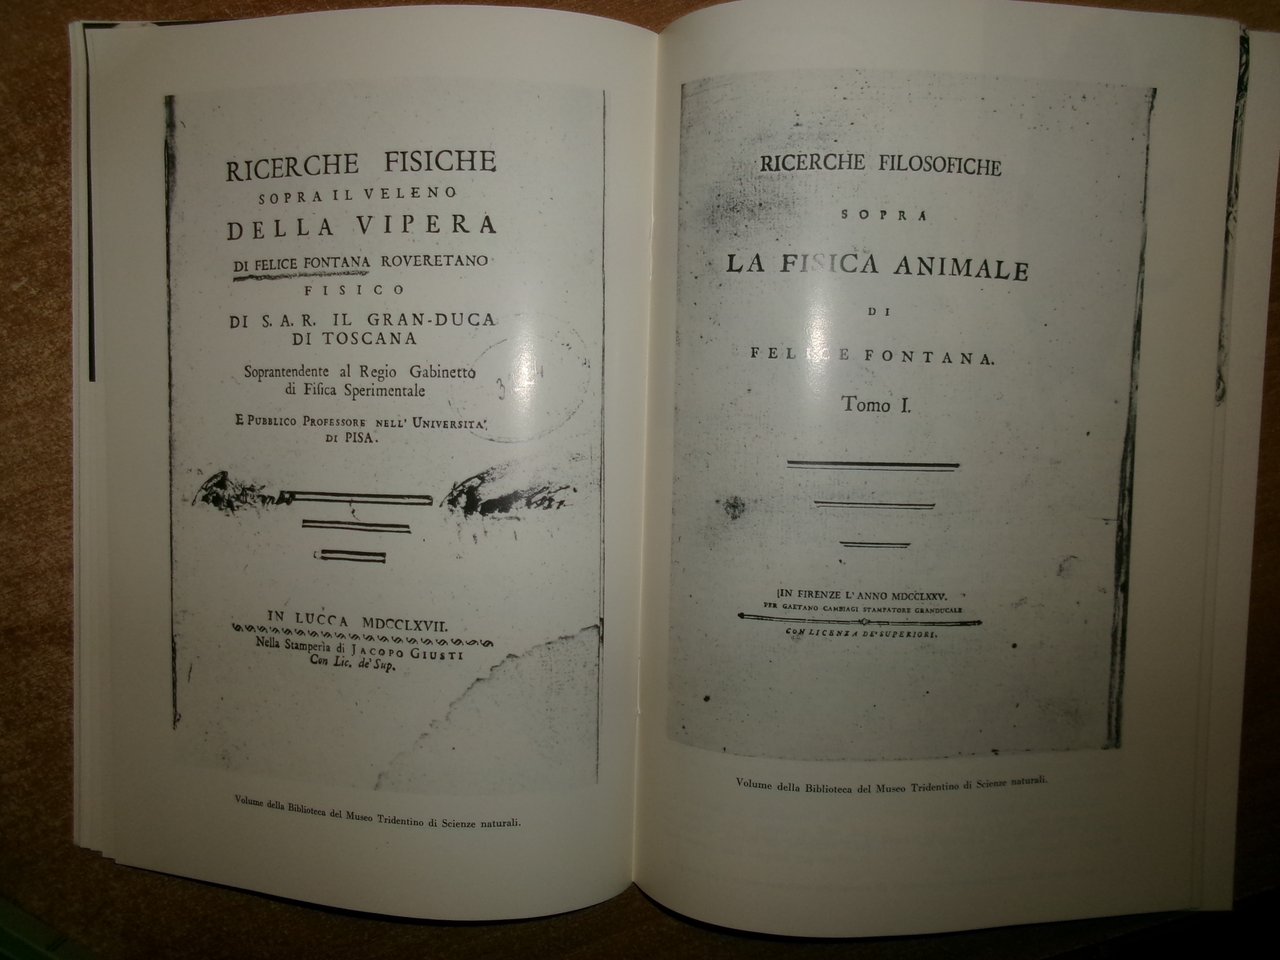 RICERCHE FISICHE
SOPRA IL VELENO
DELLA VIPERA
DI FELICE FONTANA ROVERETANO
FISICO
DI S. A. R. IL GRAN-DUCA
DI TOSCANA
Soprantendente al Regio Gabinetto
di Fisica Sperimentale
E PUBBLICO PROFESSORE NELL' UNIVERSITA'
DI PISA.
IN LUCCA MDCCLXVII.
Nella Stamperia di JACOPO GIUSTI
Con Lic. de' Sup.
Volume della Biblioteca del Museo Tridentino di Scienze naturali.
RICERCHE FILOSOFICHE
SOPRA
LA FISICA ANIMALE
DI
FELICE FONTANA.
Tomo I.
IN FIRENZE L' ANNO MDCCLXXV.
PER GAETANO CAMBIAGI STAMPATORE GRANDUCALE
CON LICENZA DE' SUPERIORI.
Volume della Biblioteca del Museo Tridentino di Scienze naturali.